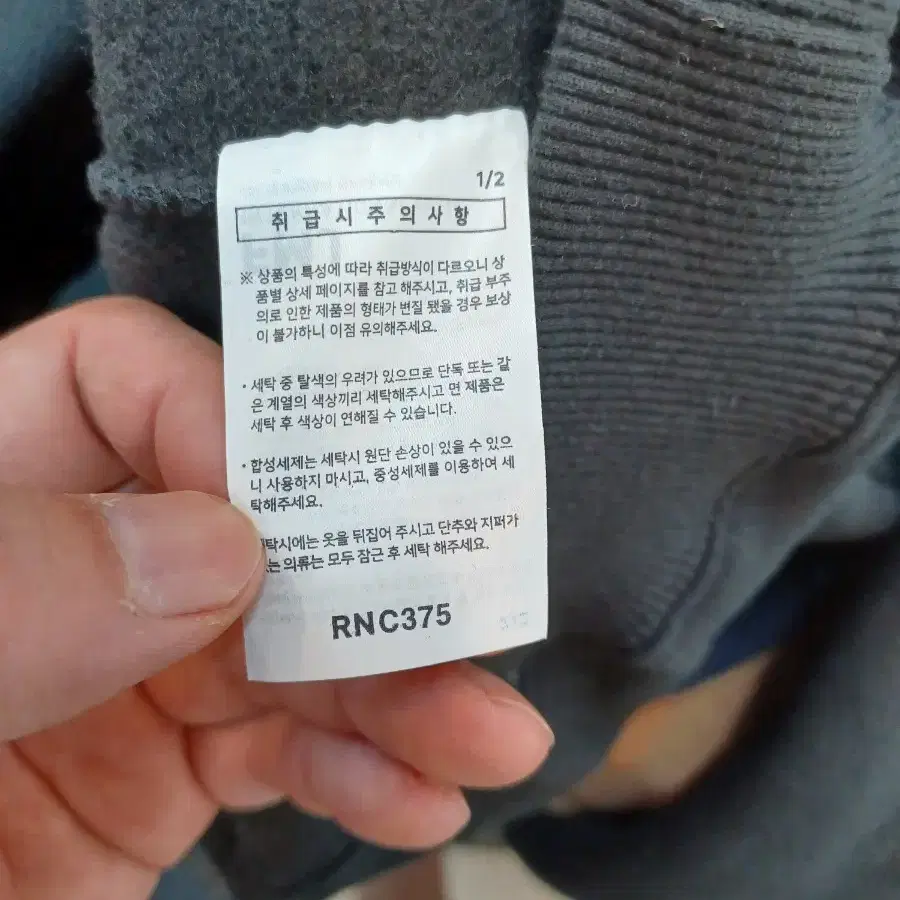 1/2
취급시주의사항
※ 상품의 특성에 따라 취급방식이 다르오니 상
품별 상세 페이지를 참고 해주시고, 취급 부주
의로 인한 제품의 형태가 변질 됐을 경우 보상
이 불가하니 이점 유의해주세요.
· 세탁 중 탈색의 우려가 있으므로 단독 또는 같
은 계열의 색상끼리 세탁해주시고 면 제품은
세탁 후 색상이 연해질 수 있습니다.
· 합성세제는 세탁시 원단 손상이 있을 수 있으
니 사용하지 마시고, 중성세제를 이용하여 세
탁해주세요.
탁시에는 옷을 뒤집어 주시고 단추와 지퍼가
는 의류는 모두 잠근 후 세탁 해주세요.
RNC375